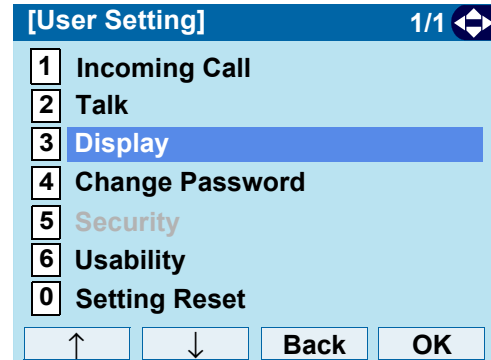 [User Setting] 1/1
1 Incoming Call
2 Talk
3 Display
4 Change Password
5 Security
6 Usability
0 Setting Reset
↑ ↓ Back OK